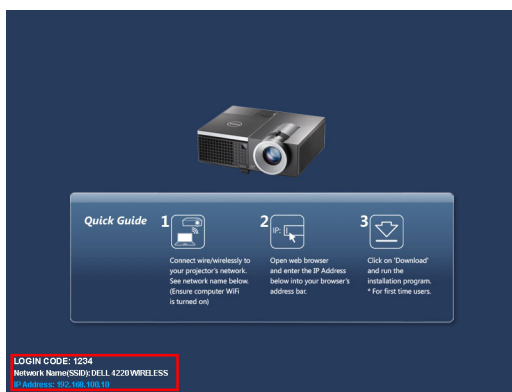 Quick Guide
1
Connect wire/wirelessly to
your projector's network.
See network name below.
(Ensure computer WiFi
is turned on)
2
IP:
Open web browser
and enter the IP Address
below into your browser's
address bar.
3
Click on 'Download'
and run the
installation program.
* For first time users.
LOGIN CODE: 1234
Network Name(SSID): DELL 4220 WIRELESS
IP Address: 192.168.100.10